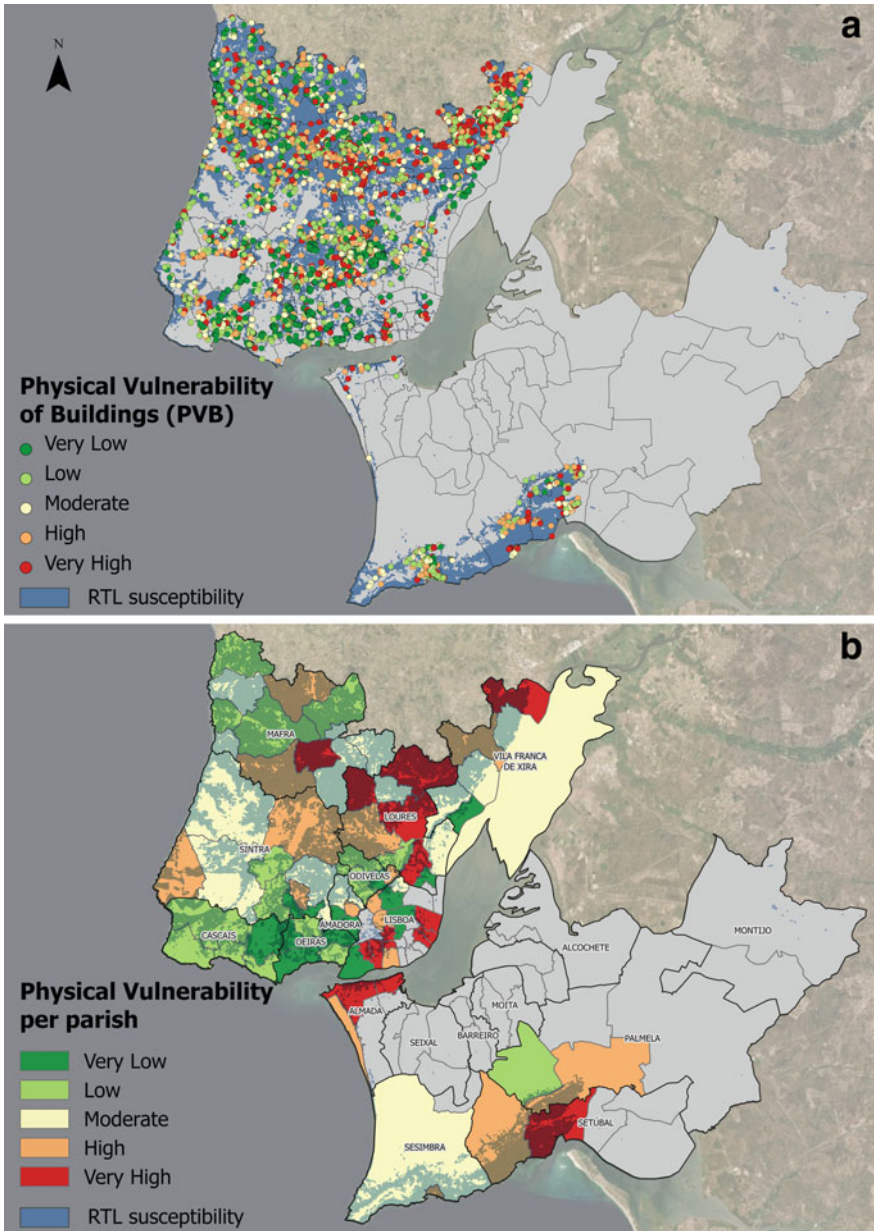 a
N
Physical Vulnerability
of Buildings (PVB)
Very Low
Low
Moderate
High
Very High
RTL susceptibility
b
MAFRA
VILA FRANCA
DE XIRA
LOURES
SINTRA
ODIVELAS
AMADORA
LISBOA
CASCAIS
OEIRAS
MONTIJO
ALCOCHETE
Physical Vulnerability
per parish
ALMADA
MOITA
BARREIRO
SEIXAL
PALMELA
Very Low
Low
Moderate
High
Very High
SETÚBAL
SESIMBRA
RTL susceptibility